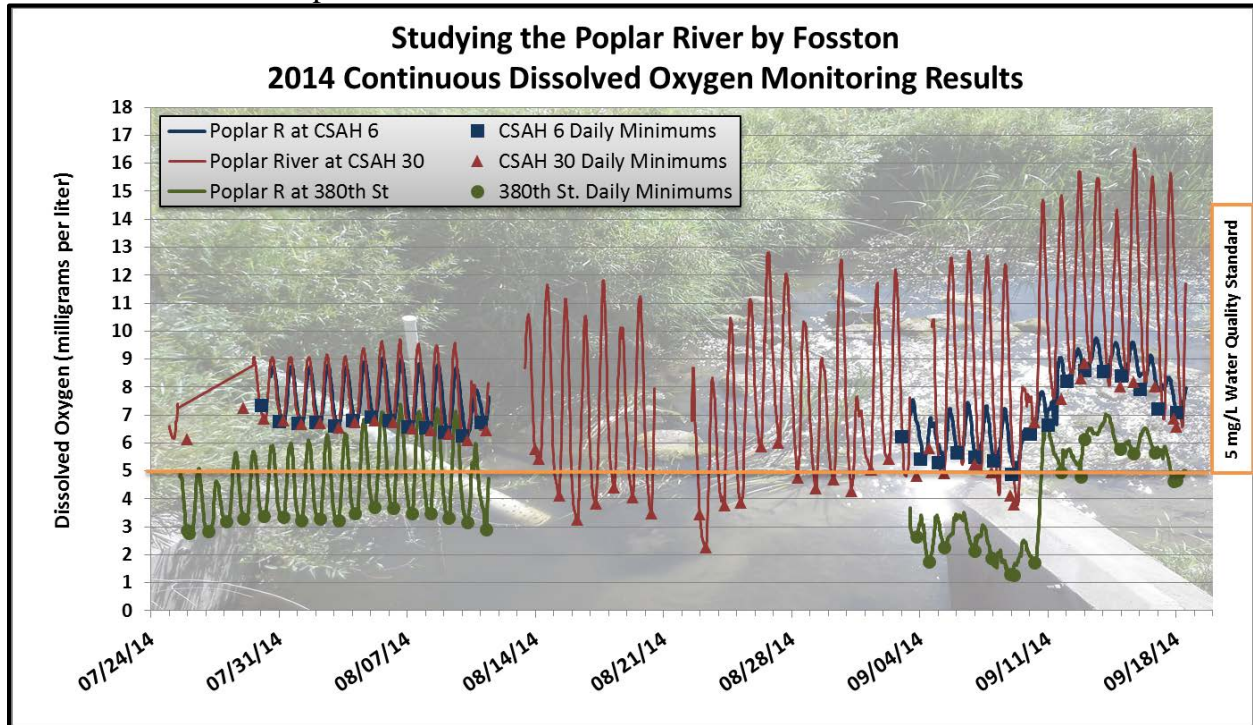 Studying the Poplar River by Fosston
2014 Continuous Dissolved Oxygen Monitoring Results
Dissolved Oxygen (milligrams per liter)
18
17
16
15
14
13
12
11
10
9
8
7
6
5
4
3
2
1
0
Poplar R at CSAH 6
CSAH 6 Daily Minimums
Poplar River at CSAH 30
CSAH 30 Daily Minimums
Poplar R at 380th St
380th St. Daily Minimums
5 mg/L Water Quality Standard
07/24/14
07/31/14
08/07/14
08/14/14
08/21/14
08/28/14
09/04/14
09/11/14
09/18/14